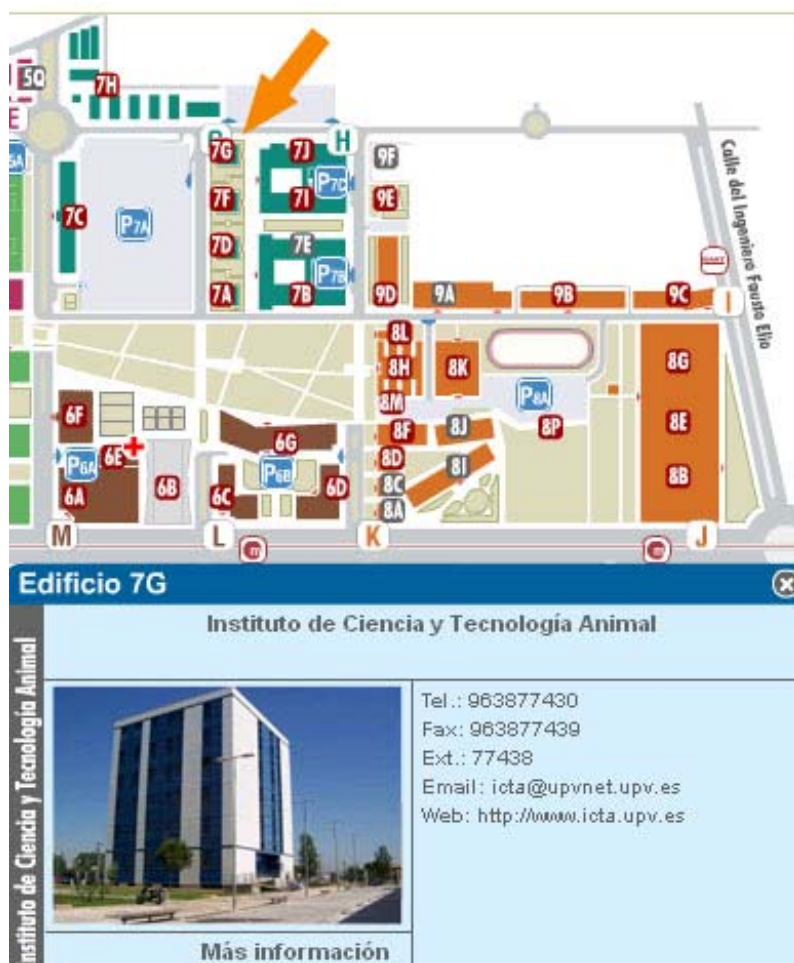 5Q
7H
E
G
H
7G
7J
9F
6A
P7C
7C
7F
7I
9E
P7A
7D
7E
P7B
7A
7B
9D
9A
9B
9C
I
Calle del Ingeniero Fausto Elio
8L
8G
8H
8K
8M
P8A
6F
8F
8J
8P
8E
6G
P6A
6E
8D
8I
6B
P6B
8B
6A
6C
6D
8C
8A
M
L
K
J
Edificio 7G
Instituto de Ciencia y Tecnología Animal
Instituto de Ciencia y Tecnología Animal
Tel.: 963877430
Fax: 963877439
Ext.: 77438
Email: icta@upvnet.upv.es
Web: http://www.icta.upv.es
Más información